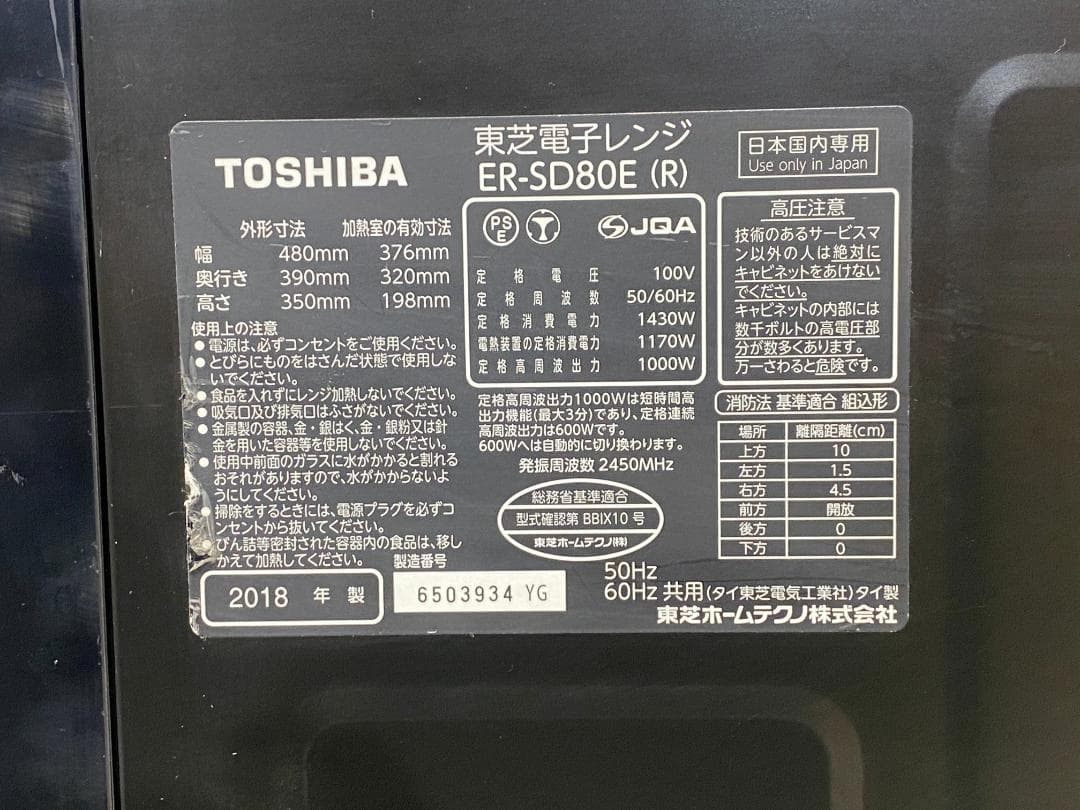 TOSHIBA
東芝電子レンジ
ER-SD80E (R)
日本国内専用
Use only in Japan
外形寸法 加熱室の有効寸法
幅 480mm 376mm
奥行き 390mm 320mm
高さ 350mm 198mm
使用上の注意
●電源は、必ずコンセントをご使用ください。
●とびらにものをはさんだ状態で使用しな
いでください。
●食品を入れずにレンジ加熱しないでください。
●吸気口及び排気口はふさがないでください。
●金属製の容器、金・銀はく、金・銀粉又は針
金を用いた容器等を使用しないでください。
●使用中前面のガラスに水がかかると割れる
おそれがありますので、水がかからないよ
うにしてください。
●掃除をするときには、電源プラグを必ずコ
ンセントから抜いてください。
●びん詰等密封された容器内の食品は、移し
かえて加熱してください。
PS
E
JQA
定格電圧 100V
定格周波数 50/60Hz
定格消費電力 1430W
電熱装置の定格消費電力 1170W
定格高周波出力 1000W
定格高周波出力1000Wは短時間高
出力機能(最大3分)であり、定格連続
高周波出力は600Wです。
600Wへは自動的に切り換わります。
発振周波数 2450MHz
総務省基準適合
型式確認第 BBIX10 号
東芝ホームテクノ(株)
高圧注意
技術のあるサービスマ
ン以外の人は絶対に
キャビネットをあけない
でください。
キャビネットの内部には
数千ボルトの高電圧部
分が数多くあります。
万一さわると危険です。
消防法 基準適合 組込形
場所 離隔距離(cm)
上方 10
左方 1.5
右方 4.5
前方 開放
後方 0
下方 0
2018 年 製
製造番号
6503934 YG
50Hz
60Hz 共用 (タイ東芝電気工業社) タイ製
東芝ホームテクノ株式会社